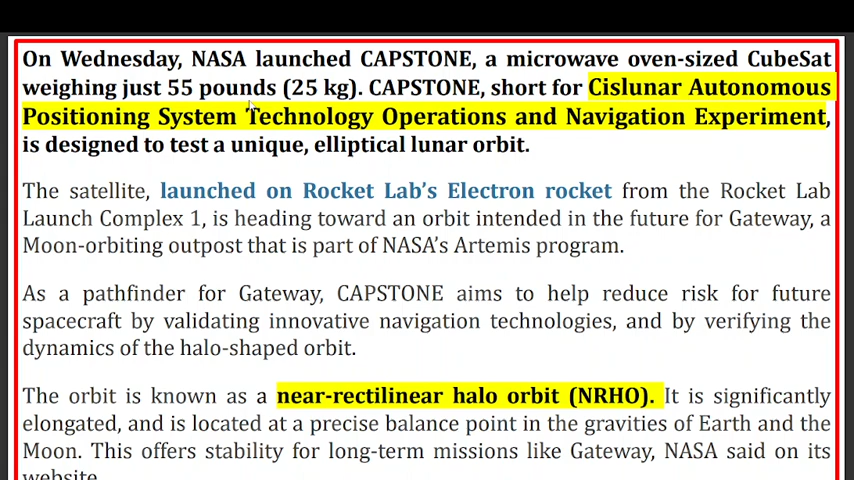 On Wednesday, NASA launched CAPSTONE, a microwave oven-sized CubeSat
weighing just 55 pounds (25 kg). CAPSTONE, short for Cislunar Autonomous
Positioning System Technology Operations and Navigation Experiment,
is designed to test a unique, elliptical lunar orbit.
The satellite, launched on Rocket Lab’s Electron rocket from the Rocket Lab
Launch Complex 1, is heading toward an orbit intended in the future for Gateway, a
Moon-orbiting outpost that is part of NASA’s Artemis program.
As a pathfinder for Gateway, CAPSTONE aims to help reduce risk for future
spacecraft by validating innovative navigation technologies, and by verifying the
dynamics of the halo-shaped orbit.
The orbit is known as a near-rectilinear halo orbit (NRHO). It is significantly
elongated, and is located at a precise balance point in the gravities of Earth and the
Moon. This offers stability for long-term missions like Gateway, NASA said on its
website.